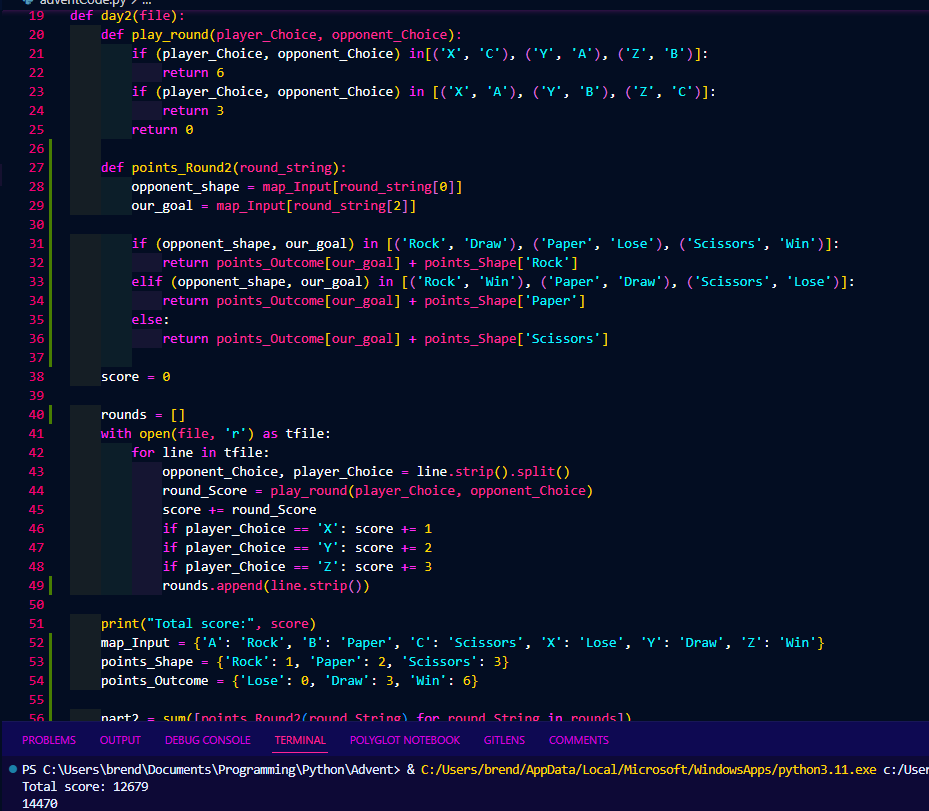 adventCode.py > ...
19 def day2(file):
20 def play_round(player_Choice, opponent_Choice):
21 if (player_Choice, opponent_Choice) in[('X', 'C'), ('Y', 'A'), ('Z', 'B')]:
22 return 6
23 if (player_Choice, opponent_Choice) in [('X', 'A'), ('Y', 'B'), ('Z', 'C')]:
24 return 3
25 return 0
26
27 def points_Round2(round_string):
28 opponent_shape = map_Input[round_string[0]]
29 our_goal = map_Input[round_string[2]]
30
31 if (opponent_shape, our_goal) in [('Rock', 'Draw'), ('Paper', 'Lose'), ('Scissors', 'Win')]:
32 return points_Outcome[our_goal] + points_Shape['Rock']
33 elif (opponent_shape, our_goal) in [('Rock', 'Win'), ('Paper', 'Draw'), ('Scissors', 'Lose')]:
34 return points_Outcome[our_goal] + points_Shape['Paper']
35 else:
36 return points_Outcome[our_goal] + points_Shape['Scissors']
37
38 score = 0
39
40 rounds = []
41 with open(file, 'r') as tfile:
42 for line in tfile:
43 opponent_Choice, player_Choice = line.strip().split()
44 round_Score = play_round(player_Choice, opponent_Choice)
45 score += round_Score
46 if player_Choice == 'X': score += 1
47 if player_Choice == 'Y': score += 2
48 if player_Choice == 'Z': score += 3
49 rounds.append(line.strip())
50
51 print("Total score:", score)
52 map_Input = {'A': 'Rock', 'B': 'Paper', 'C': 'Scissors', 'X': 'Lose', 'Y': 'Draw', 'Z': 'Win'}
53 points_Shape = {'Rock': 1, 'Paper': 2, 'Scissors': 3}
54 points_Outcome = {'Lose': 0, 'Draw': 3, 'Win': 6}
55
56 part2 = sum([points_Round2(round_String) for round_String in rounds])
PROBLEMS OUTPUT DEBUG CONSOLE TERMINAL POLYGLOT NOTEBOOK GITLENS COMMENTS
PS C:\Users\brend\Documents\Programming\Python\Advent> & C:/Users/brend/AppData/Local/Microsoft/WindowsApps/python3.11.exe c:/User
Total score: 12679
14470